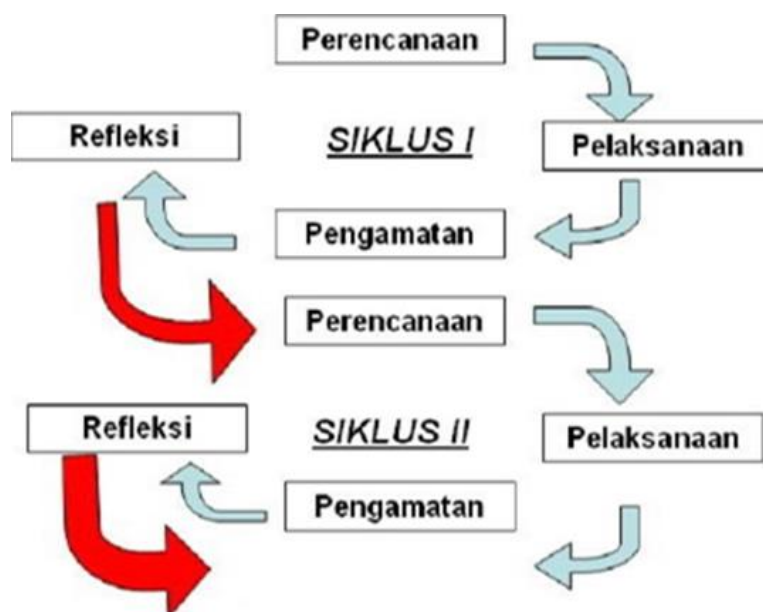 Perencanaan
Refleksi
SIKLUS I
Pelaksanaan
Pengamatan
Perencanaan
Refleksi
SIKLUS II
Pelaksanaan
Pengamatan